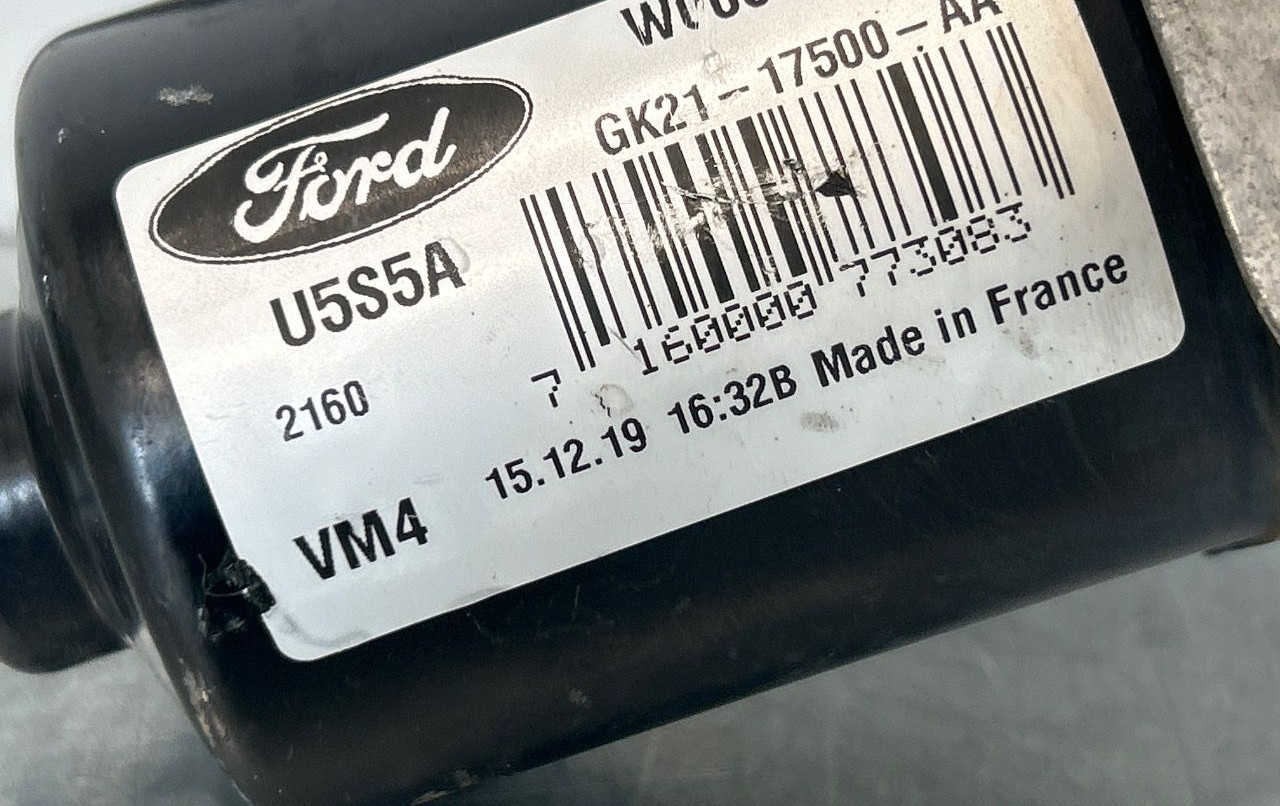 GK21-17500-AA
Ford
U5S5A
7 160000 773083
2160
15.12.19 16:32B Made in France
VM4